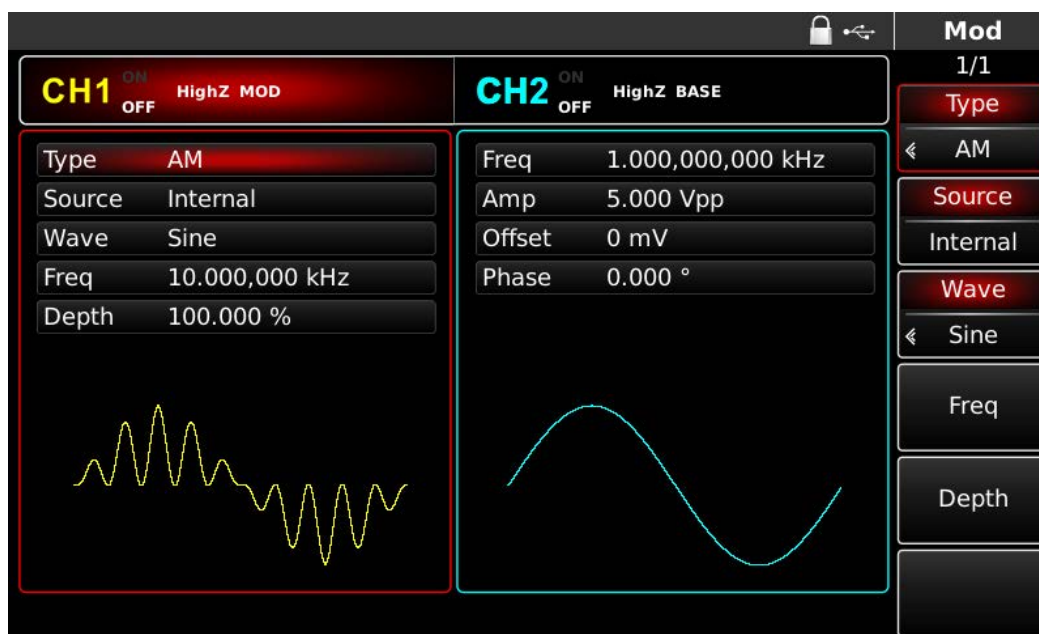 Mod
1/1
CH1 ON OFF HighZ MOD
CH2 ON OFF HighZ BASE
Type AM
Source Internal
Wave Sine
Freq 10.000,000 kHz
Depth 100.000 %
Freq 1.000,000,000 kHz
Amp 5.000 Vpp
Offset 0 mV
Phase 0.000 °
Type
AM
Source
Internal
Wave
Sine
Freq
Depth